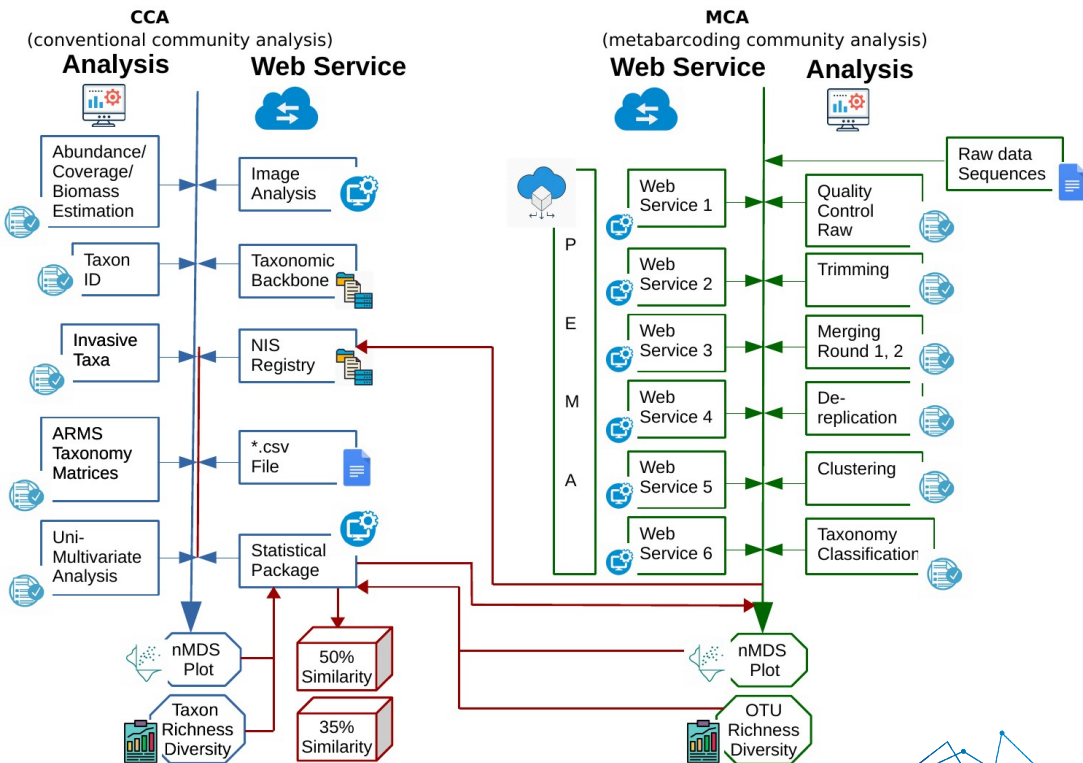 CCA
(conventional community analysis)
Analysis
Web Service
Abundance/
Coverage/
Biomass
Estimation
Image
Analysis
Taxon
ID
Taxonomic
Backbone
Invasive
Taxa
NIS
Registry
ARMS
Taxonomy
Matrices
*.csv
File
Uni-
Multivariate
Analysis
Statistical
Package
nMDS
Plot
50%
Similarity
Taxon
Richness
Diversity
35%
Similarity
MCA
(metabarcoding community analysis)
Web Service
Analysis
Raw data
Sequences
P
E
M
A
Web
Service 1
Quality
Control
Raw
Web
Service 2
Trimming
Web
Service 3
Merging
Round 1, 2
Web
Service 4
De-
replication
Web
Service 5
Clustering
Web
Service 6
Taxonomy
Classification
nMDS
Plot
OTU
Richness
Diversity